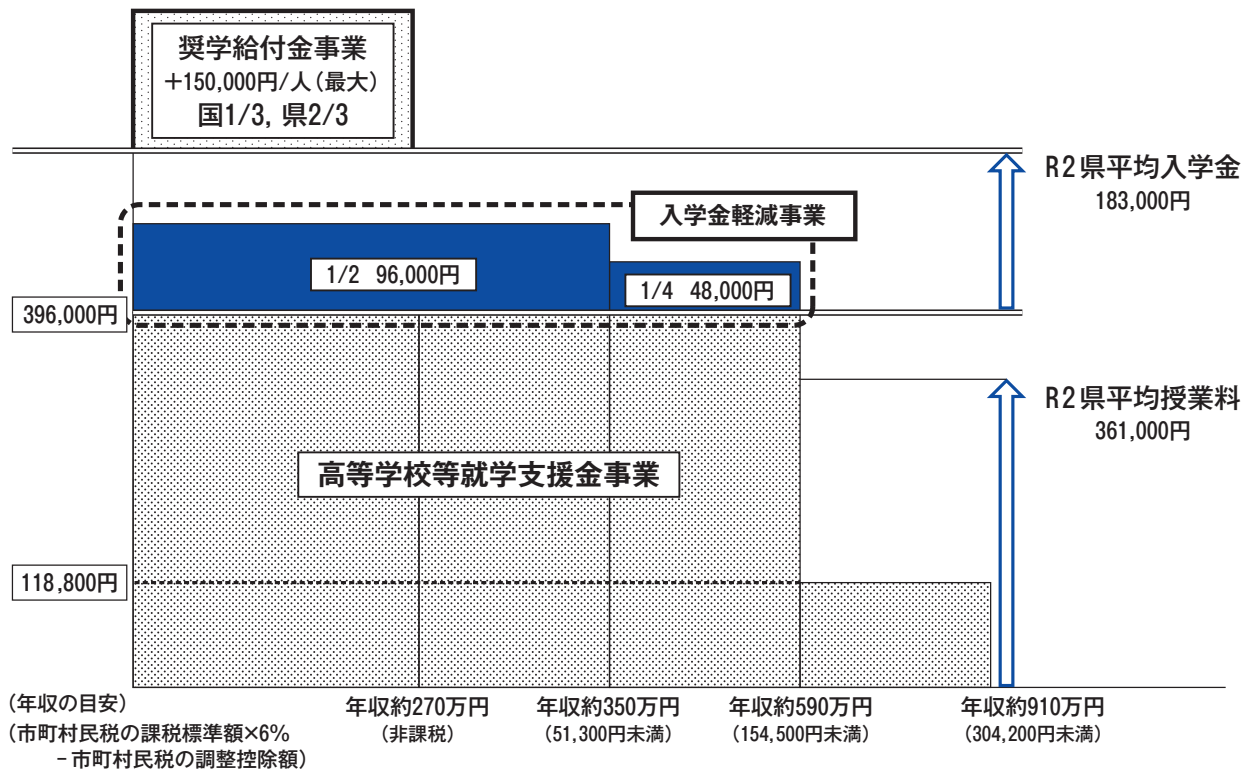 奨学給付金事業
+150,000円/人(最大)
国1/3, 県2/3
R2県平均入学金
183,000円
入学金軽減事業
1/2 96,000円
1/4 48,000円
396,000円
R2県平均授業料
361,000円
高等学校等就学支援金事業
118,800円
(年収の目安)
(市町村民税の課税標準額×6%
-市町村民税の調整控除額)
年収約270万円
(非課税)
年収約350万円
(51,300円未満)
年収約590万円
(154,500円未満)
年収約910万円
(304,200円未満)